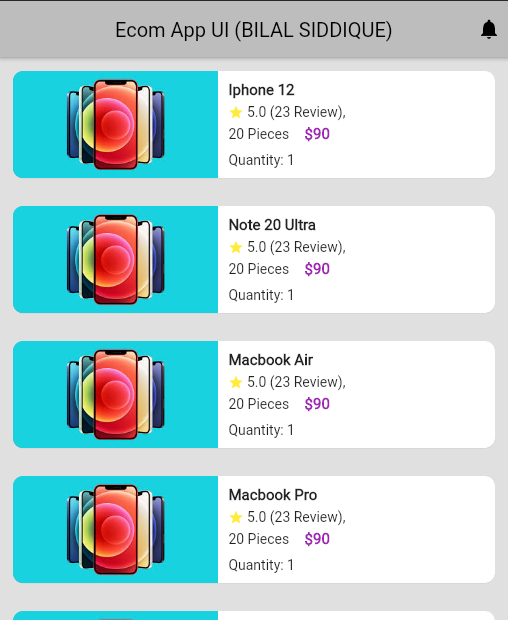 Ecom App UI (BILAL SIDDIQUE)
Iphone 12
5.0 (23 Review),
20 Pieces $90
Quantity: 1
Note 20 Ultra
5.0 (23 Review),
20 Pieces $90
Quantity: 1
Macbook Air
5.0 (23 Review),
20 Pieces $90
Quantity: 1
Macbook Pro
5.0 (23 Review),
20 Pieces $90
Quantity: 1